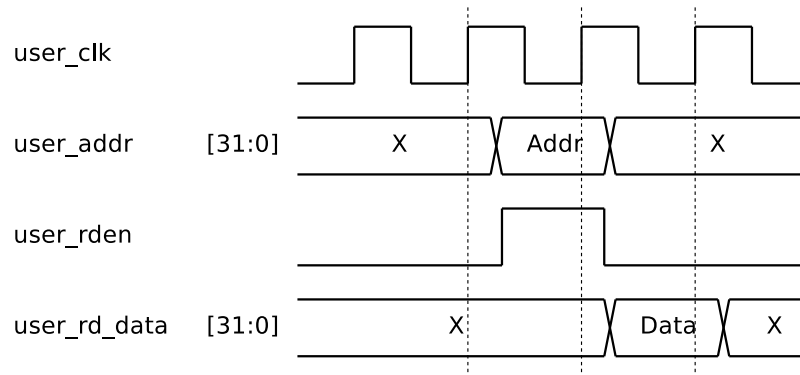 user_clk
user_addr [31:0] X Addr X
user_rden
user_rd_data [31:0] X Data X